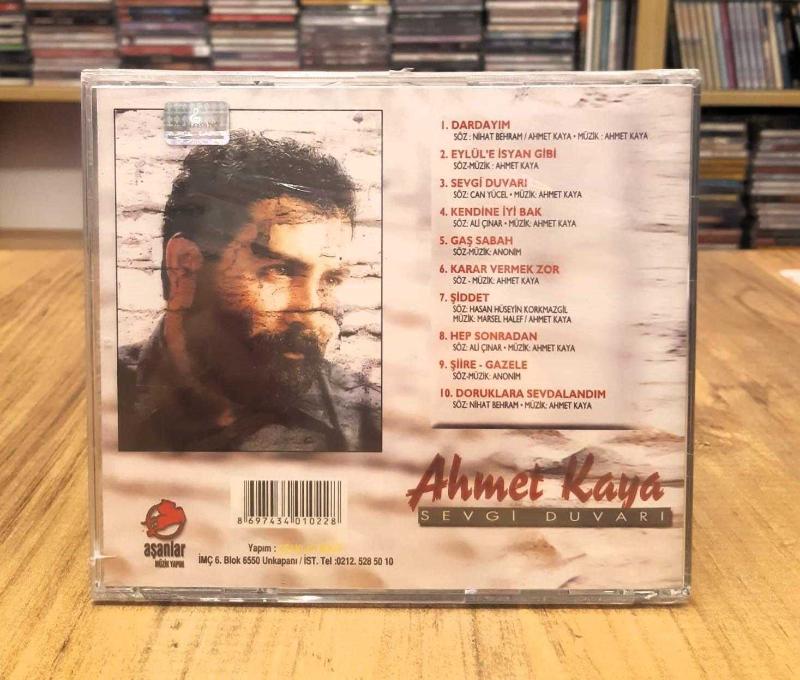 1. DARDAYIM
SÖZ : NİHAT BEHRAM / AHMET KAYA • MÜZİK : AHMET KAYA
2. EYLÜL'E İSYAN GİBİ
SÖZ-MÜZİK : AHMET KAYA
3. SEVGİ DUVARI
SÖZ: CAN YÜCEL • MÜZİK: AHMET KAYA
4. KENDİNE İYİ BAK
SÖZ: ALİ ÇINAR • MÜZİK: AHMET KAYA
5. GAŞ SABAH
SÖZ-MÜZİK: ANONİM
6. KARAR VERMEK ZOR
SÖZ - MÜZİK: AHMET KAYA
7. ŞİDDET
SÖZ: HASAN HÜSEYİN KORKMAZGİL
MÜZİK: MARSEL HALEF / AHMET KAYA
8. HEP SONRADAN
SÖZ: ALİ ÇINAR • MÜZİK: AHMET KAYA
9. ŞİİRE - GAZELE
SÖZ-MÜZİK: ANONİM
10. DORUKLARA SEVDALANDIM
SÖZ: NİHAT BEHRAM • MÜZİK: AHMET KAYA
Ahmet Kaya
SEVGİ DUVARI
8 697434 010228
aşanlar
MÜZİK YAPIM
Yapım :
İMÇ 6. Blok 6550 Unkapanı / İST. Tel :0212. 528 50 10